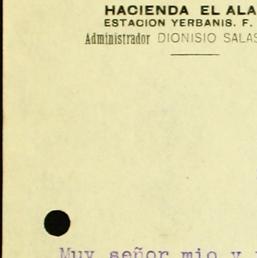 HACIENDA EL ALA
ESTACION YERBANIS. F.
Administrador DIONISIO SALAS
Muy señor mio y